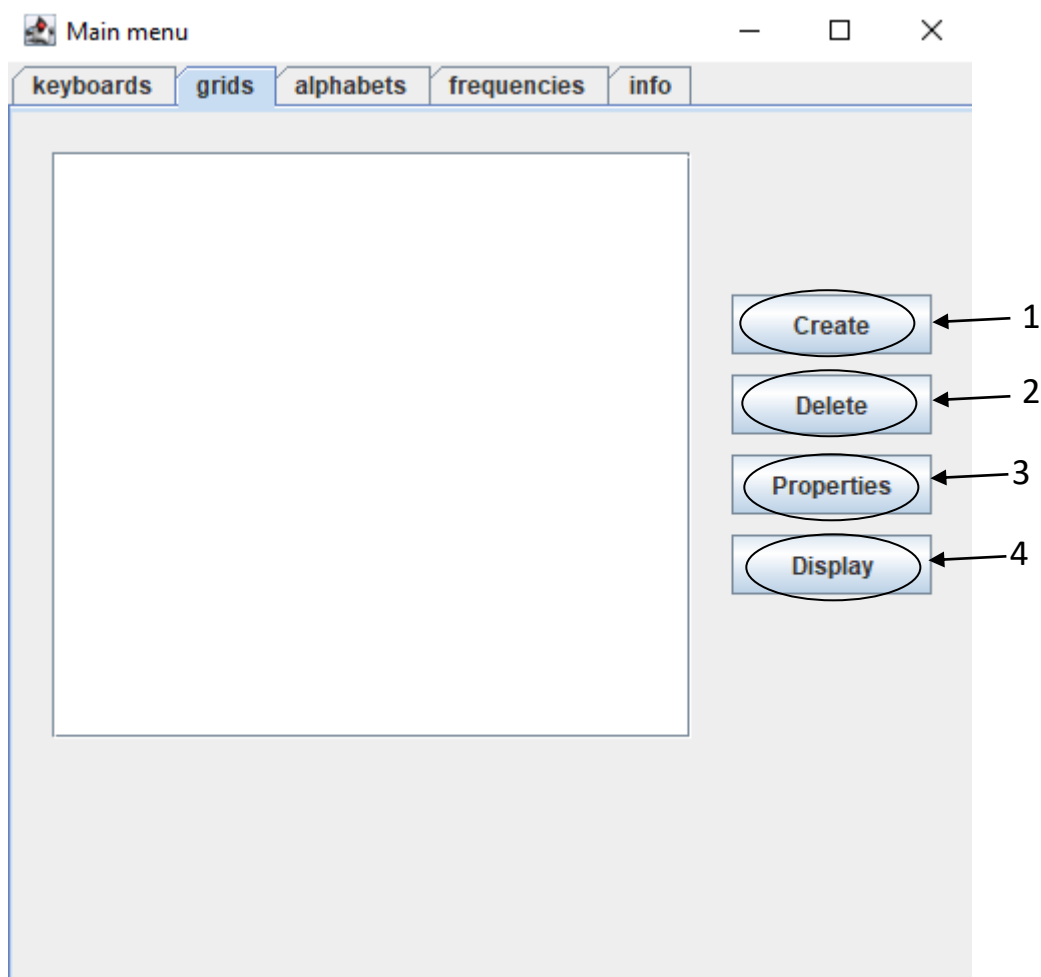 Main menu
keyboards grids alphabets frequencies info
Create 1
Delete 2
Properties 3
Display 4